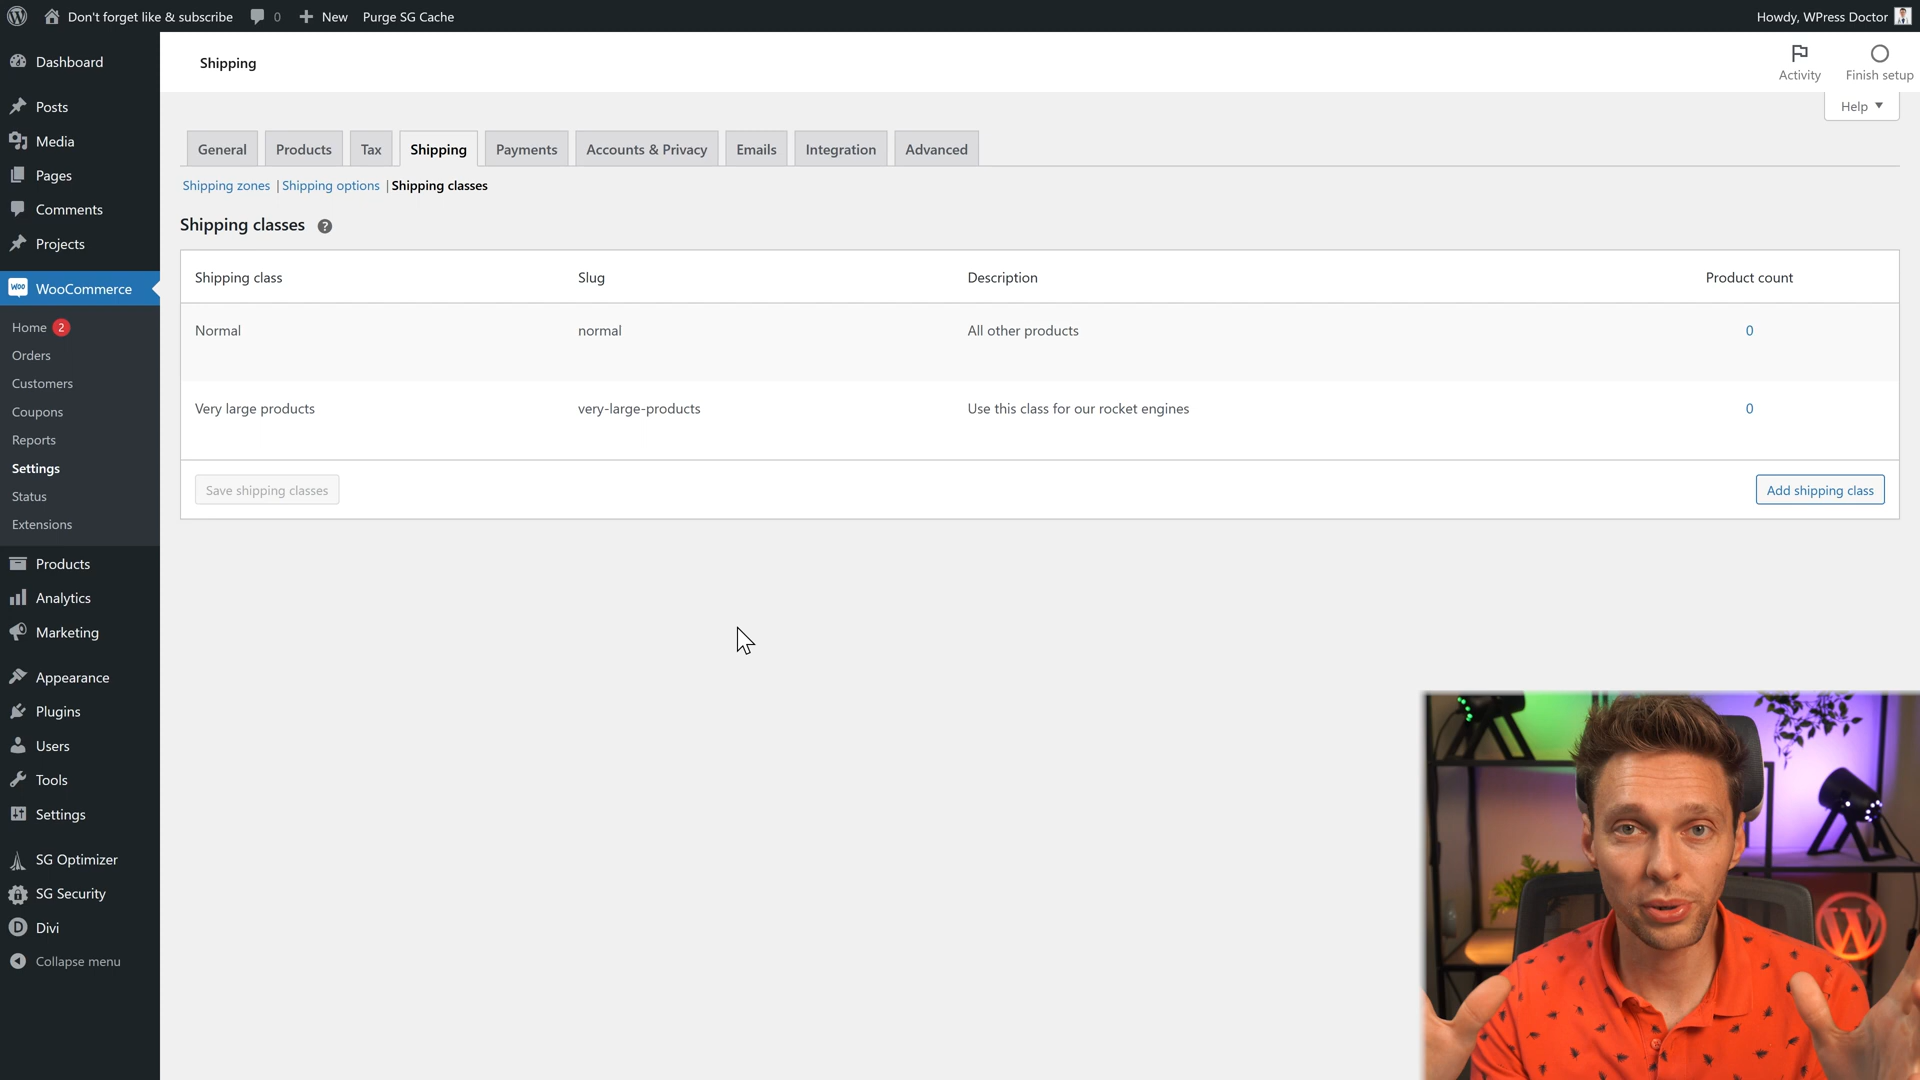 Don't forget like & subscribe 0 New Purge SG Cache Howdy, WPress Doctor
Dashboard
Posts
Media
Pages
Comments
Projects
WooCommerce
Home 2
Orders
Customers
Coupons
Reports
Settings
Status
Extensions
Products
Analytics
Marketing
Appearance
Plugins
Users
Tools
Settings
SG Optimizer
SG Security
Divi
Collapse menu
Shipping
Activity Finish setup
Help
General Products Tax Shipping Payments Accounts & Privacy Emails Integration Advanced
Shipping zones | Shipping options | Shipping classes
Shipping classes ?
Shipping class Slug Description Product count
Normal normal All other products 0
Very large products very-large-products Use this class for our rocket engines 0
Save shipping classes Add shipping class